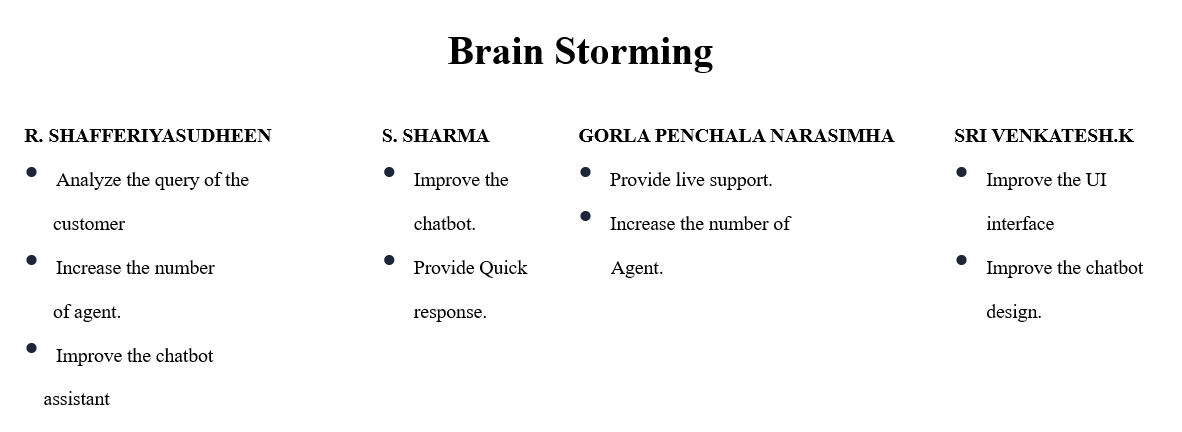 Brain Storming
R. SHAFFERIYASUDHEEN
• Analyze the query of the
customer
• Increase the number
of agent.
• Improve the chatbot
assistant
S. SHARMA
• Improve the
chatbot.
• Provide Quick
response.
GORLA PENCHALA NARASIMHA
• Provide live support.
• Increase the number of
Agent.
SRI VENKATESH.K
• Improve the UI
interface
• Improve the chatbot
design.